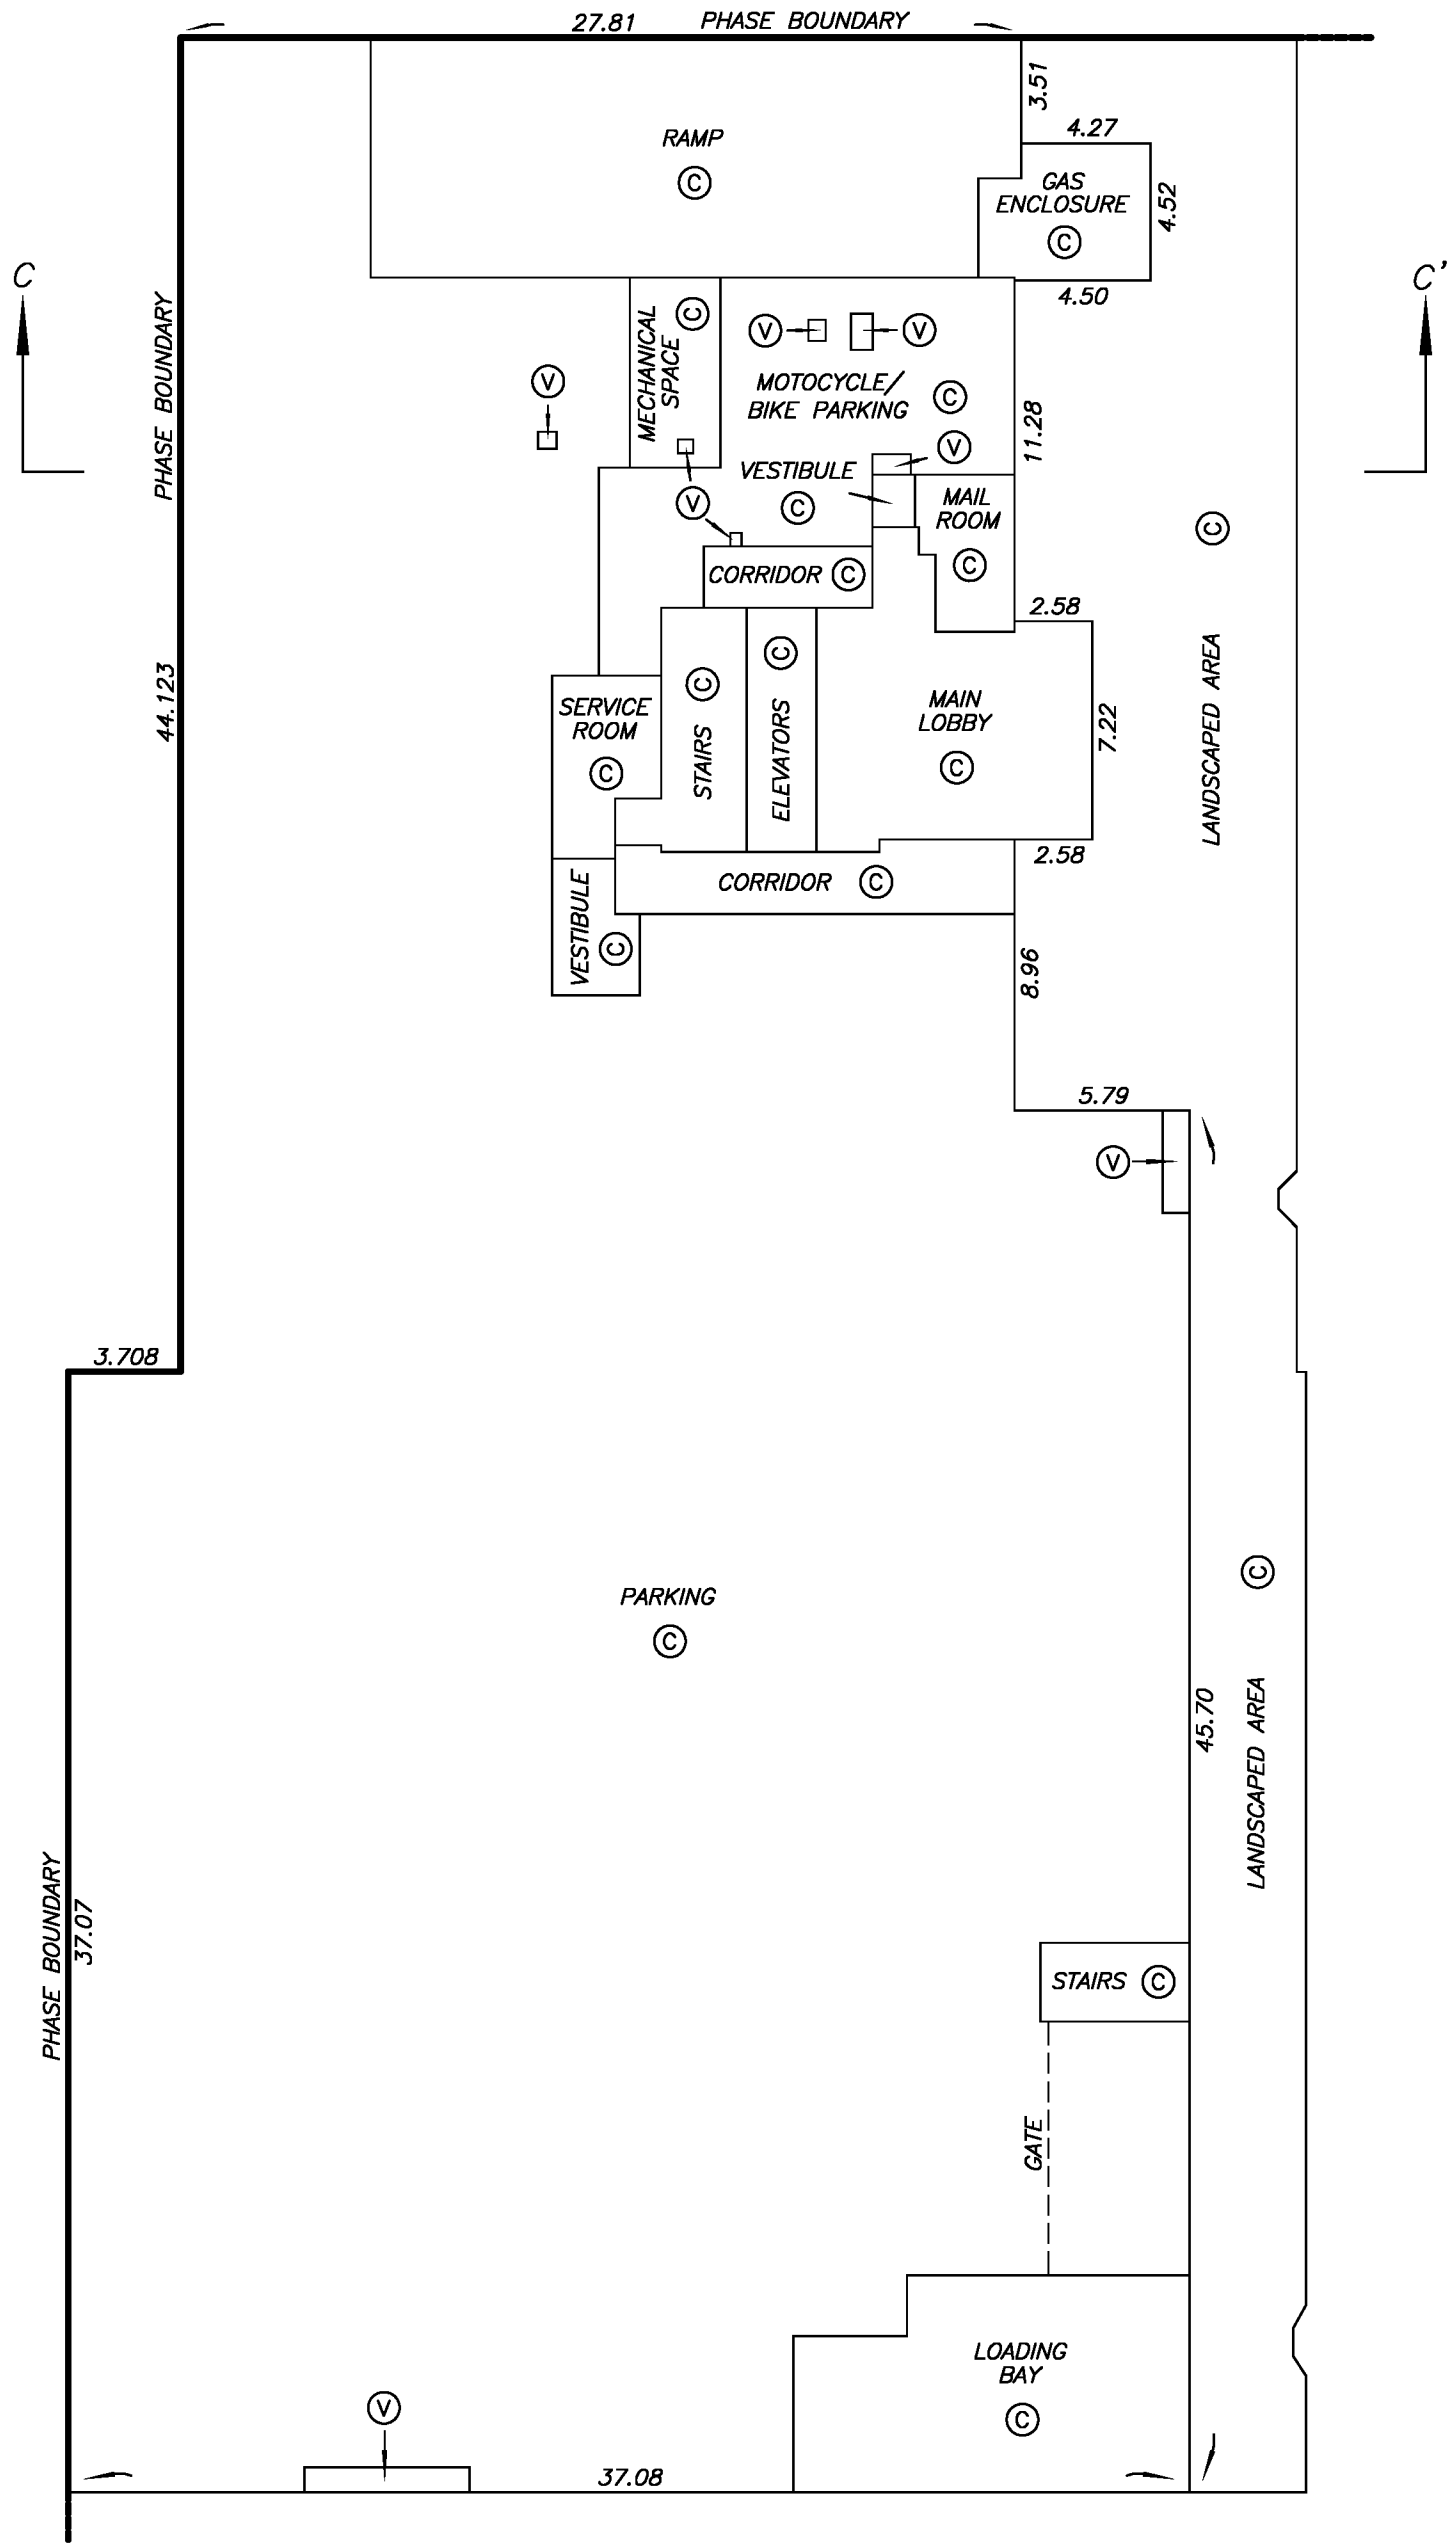 27.81 PHASE BOUNDARY
3.51
4.27
RAMP
C
GAS
ENCLOSURE
C
4.52
4.50
C
C'
PHASE BOUNDARY
MECHANICAL
SPACE
C
V
V
V
MOTOCYCLE/
BIKE PARKING
C
11.28
V
VESTIBULE
C
V
MAIL
ROOM
C
C
CORRIDOR C
2.58
44.123
LANDSCAPED AREA
SERVICE
ROOM
C
STAIRS
C
ELEVATORS
C
MAIN
LOBBY
C
7.22
2.58
CORRIDOR C
VESTIBULE
C
8.96
5.79
V
3.708
PARKING
C
C
45.70
LANDSCAPED AREA
PHASE BOUNDARY
37.07
STAIRS C
GATE
LOADING
BAY
C
V
37.08